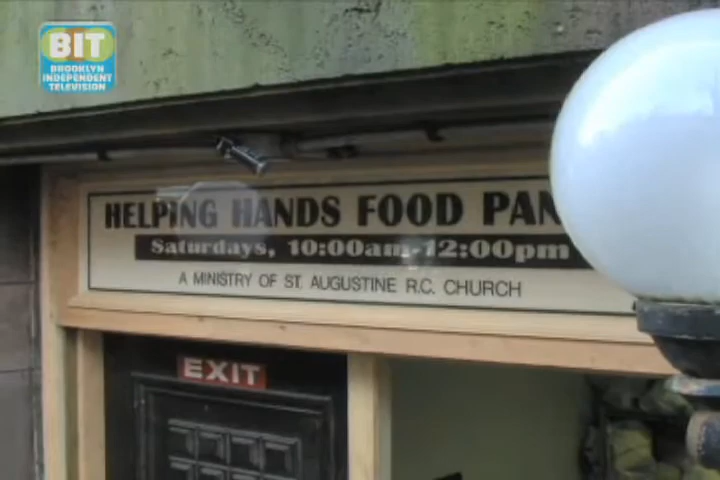 BIT
BROOKLYN
INDEPENDENT
TELEVISION
HELPING HANDS FOOD PAN
Saturdays, 10:00am-12:00pm
A MINISTRY OF ST. AUGUSTINE R.C. CHURCH
EXIT